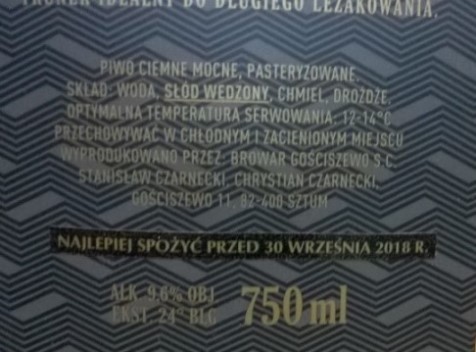 TRUNEK IDEALNY DO DŁUGIEGO LEŻAKOWANIA.
PIWO CIEMNE MOCNE, PASTERYZOWANE.
SKŁAD: WODA, SŁÓD WĘDZONY, CHMIEL, DROŻDŻE.
OPTYMALNA TEMPERATURA SERWOWANIA: 12-14°C
PRZECHOWYWAĆ W CHŁODNYM I ZACIENIONYM MIEJSCU
WYPRODUKOWANO PRZEZ: BROWAR GOŚCISZEWO S.C.
STANISŁAW CZARNECKI, CHRYSTIAN CZARNECKI,
GOŚCISZEWO 11, 82-400 SZTUM
NAJLEPIEJ SPOŻYĆ PRZED 30 WRZEŚNIA 2018 R.
ALK. 9,6% OBJ.
EKST. 24° BLG
750 ml